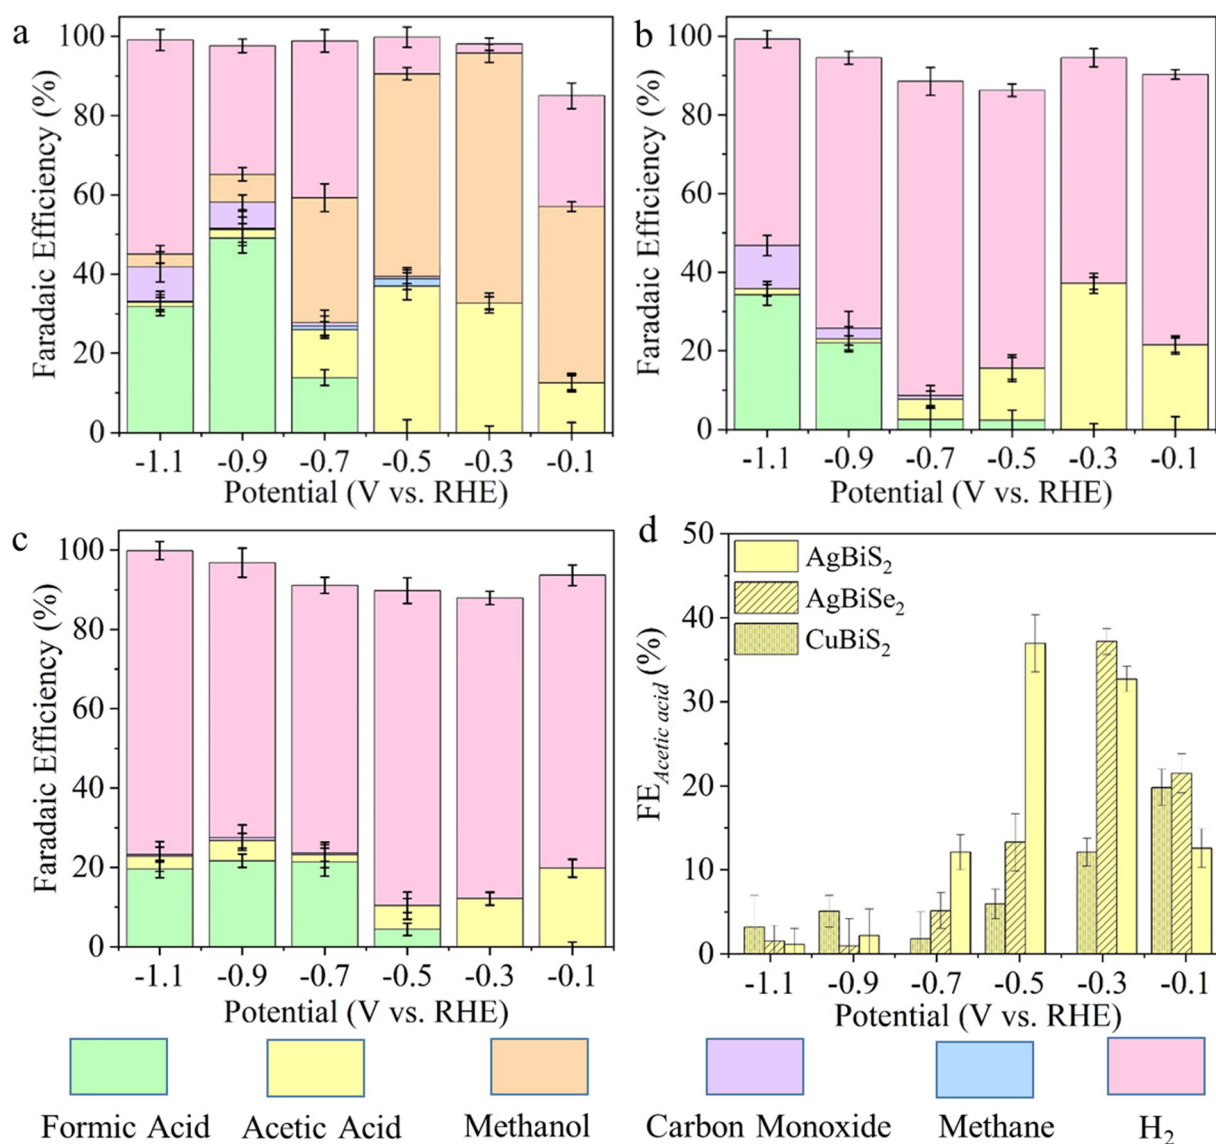 a
Faradaic Efficiency (%)
100
80
60
40
20
0
-1.1 -0.9 -0.7 -0.5 -0.3 -0.1
Potential (V vs. RHE)
b
Faradaic Efficiency (%)
100
80
60
40
20
0
-1.1 -0.9 -0.7 -0.5 -0.3 -0.1
Potential (V vs. RHE)
c
Faradaic Efficiency (%)
100
80
60
40
20
0
-1.1 -0.9 -0.7 -0.5 -0.3 -0.1
Potential (V vs. RHE)
d
FE_Acetic acid (%)
50
40
30
20
10
0
AgBiS₂
AgBiSe₂
CuBiS₂
-1.1 -0.9 -0.7 -0.5 -0.3 -0.1
Potential (V vs. RHE)
Formic Acid Acetic Acid Methanol Carbon Monoxide Methane H₂